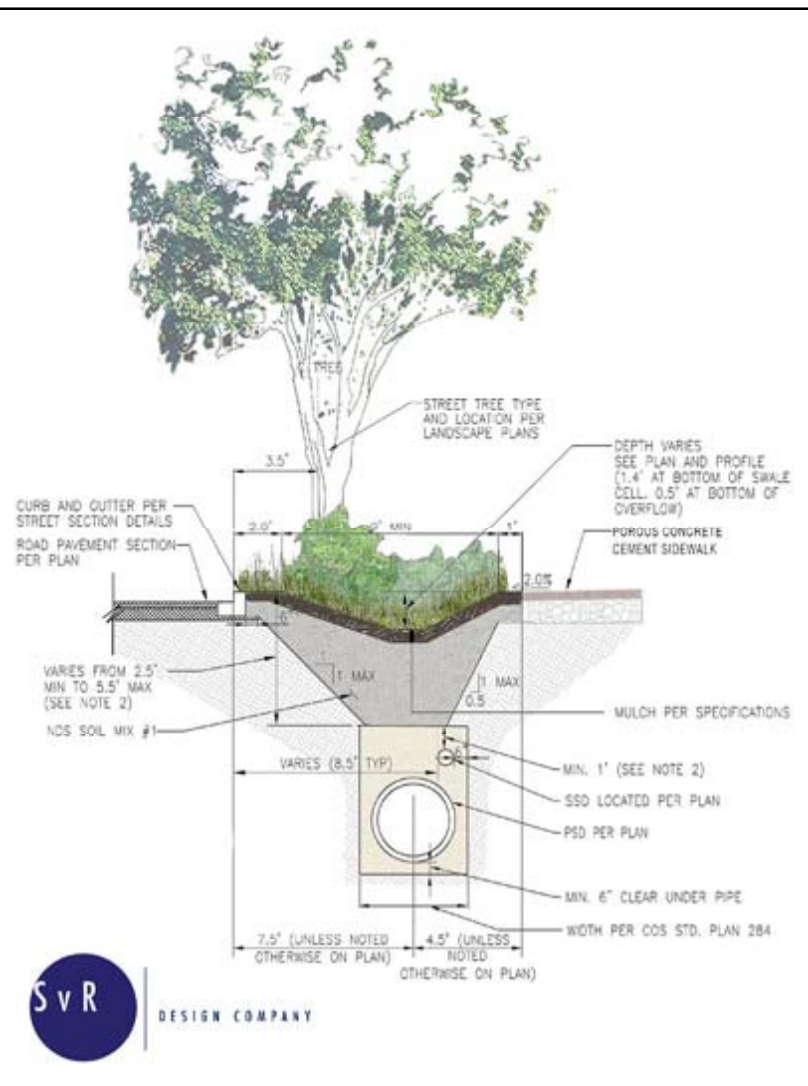 TREE
STREET TREE TYPE
AND LOCATION PER
LANDSCAPE PLANS
3.5'
DEPTH VARIES
SEE PLAN AND PROFILE
(1.4' AT BOTTOM OF SWALE
CELL. 0.5' AT BOTTOM OF
OVERFLOW)
CURB AND GUTTER PER
STREET SECTION DETAILS
ROAD PAVEMENT SECTION
PER PLAN
2.0'
MIN
1'
POROUS CONCRETE
CEMENT SIDEWALK
2.0%
6"
VARIES FROM 2.5'
MIN TO 5.5' MAX
(SEE NOTE 2)
1
1 MAX
1 MAX
0.5
NDS SOIL MIX #1
MULCH PER SPECIFICATIONS
VARIES (8.5' TYP)
6"
MIN. 1' (SEE NOTE 2)
SSD LOCATED PER PLAN
PSD PER PLAN
MIN. 6" CLEAR UNDER PIPE
WIDTH PER COS STD. PLAN 284
7.5' (UNLESS NOTED
OTHERWISE ON PLAN)
4.5' (UNLESS
NOTED
OTHERWISE ON PLAN)
SvR
DESIGN COMPANY